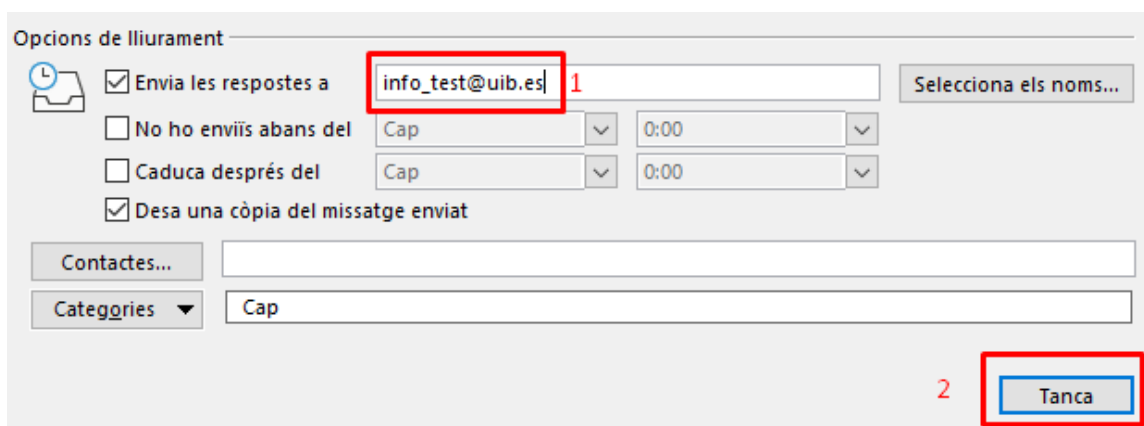 Opcions de lliurament
Envia les respostes a info_test@uib.es 1 Selecciona els noms...
No ho enviïs abans del Cap 0:00
Caduca després del Cap 0:00
Desa una còpia del missatge enviat
Contactes...
Categories Cap
2 Tanca